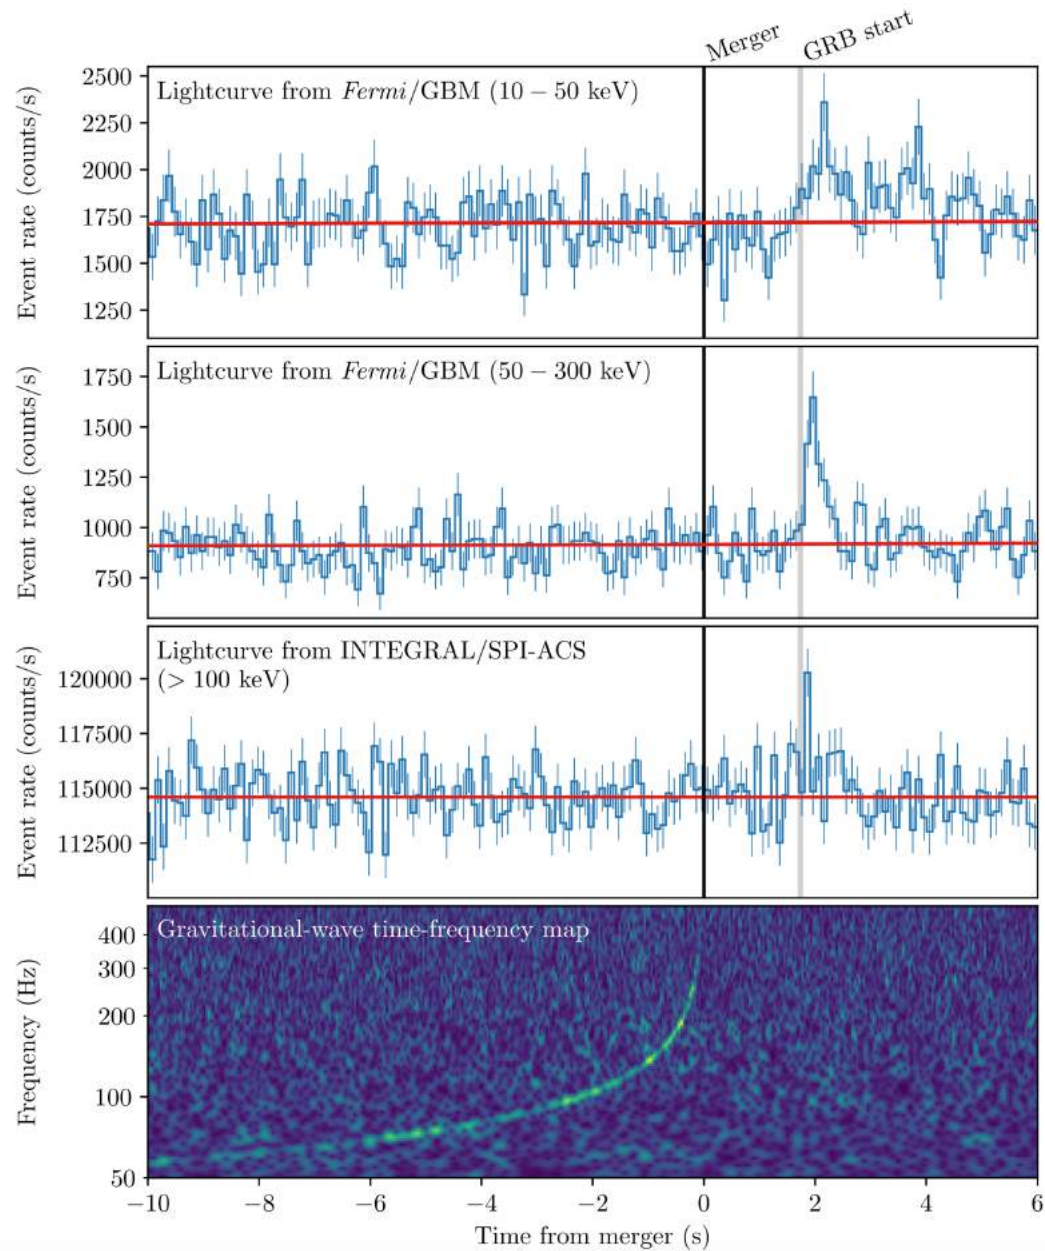 Merger
GRB start
Lightcurve from Fermi/GBM (10 – 50 keV)
Event rate (counts/s)
2500
2250
2000
1750
1500
1250
Lightcurve from Fermi/GBM (50 – 300 keV)
Event rate (counts/s)
1750
1500
1250
1000
750
Lightcurve from INTEGRAL/SPI-ACS
(> 100 keV)
Event rate (counts/s)
120000
117500
115000
112500
Gravitational-wave time-frequency map
Frequency (Hz)
400
300
200
100
50
−10 −8 −6 −4 −2 0 2 4 6
Time from merger (s)